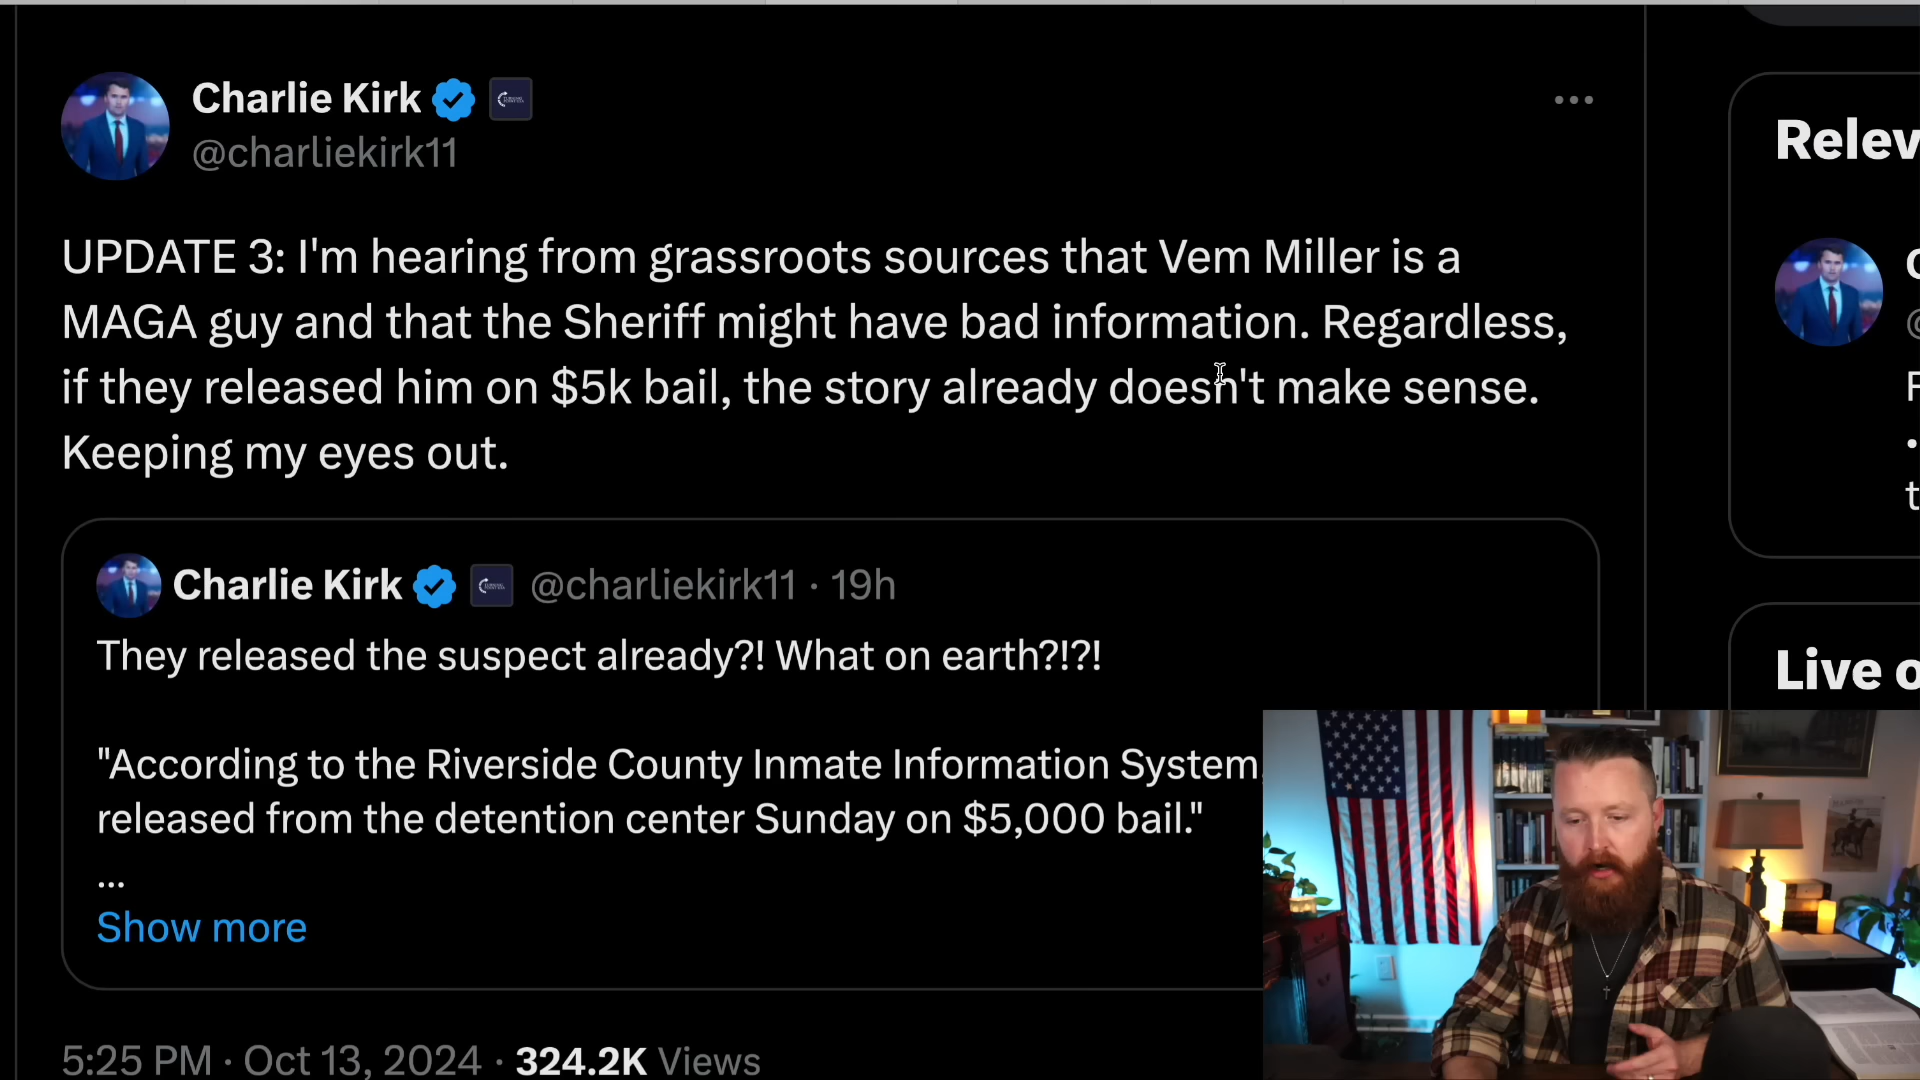 Charlie Kirk
@charliekirk11
UPDATE 3: I'm hearing from grassroots sources that Vem Miller is a
MAGA guy and that the Sheriff might have bad information. Regardless,
if they released him on $5k bail, the story already doesn't make sense.
Keeping my eyes out.
Charlie Kirk @charliekirk11 · 19h
They released the suspect already?! What on earth?!?!
"According to the Riverside County Inmate Information System,
released from the detention center Sunday on $5,000 bail."
...
Show more
5:25 PM · Oct 13, 2024 · 324.2K Views
Relev
Live o